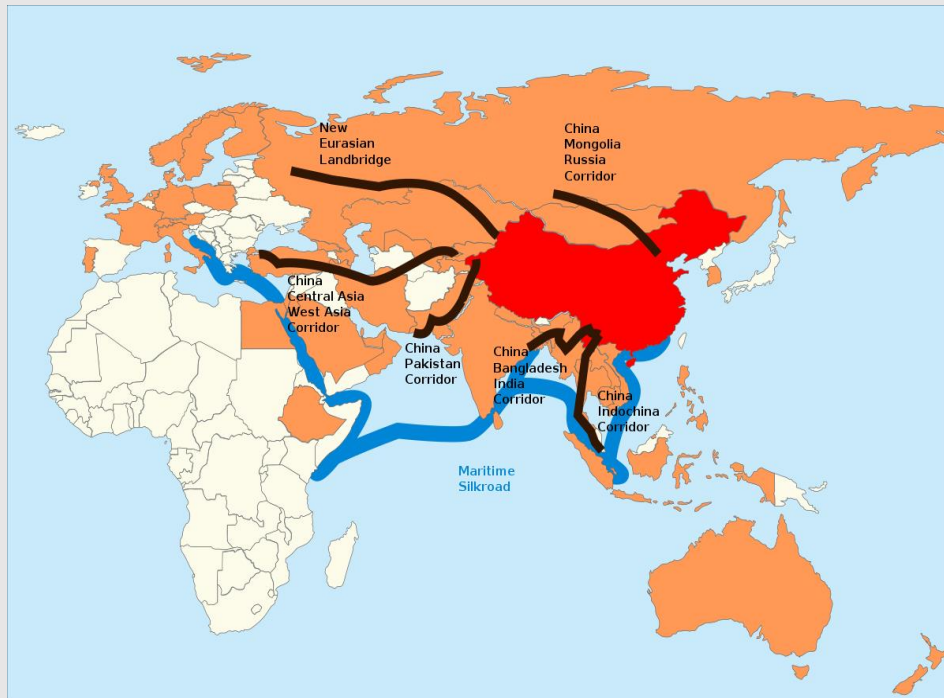 New
Eurasian
Landbridge
China
Mongolia
Russia
Corridor
China
Central Asia
West Asia
Corridor
China
Pakistan
Corridor
China
Bangladesh
India
Corridor
China
Indochina
Corridor
Maritime
Silkroad